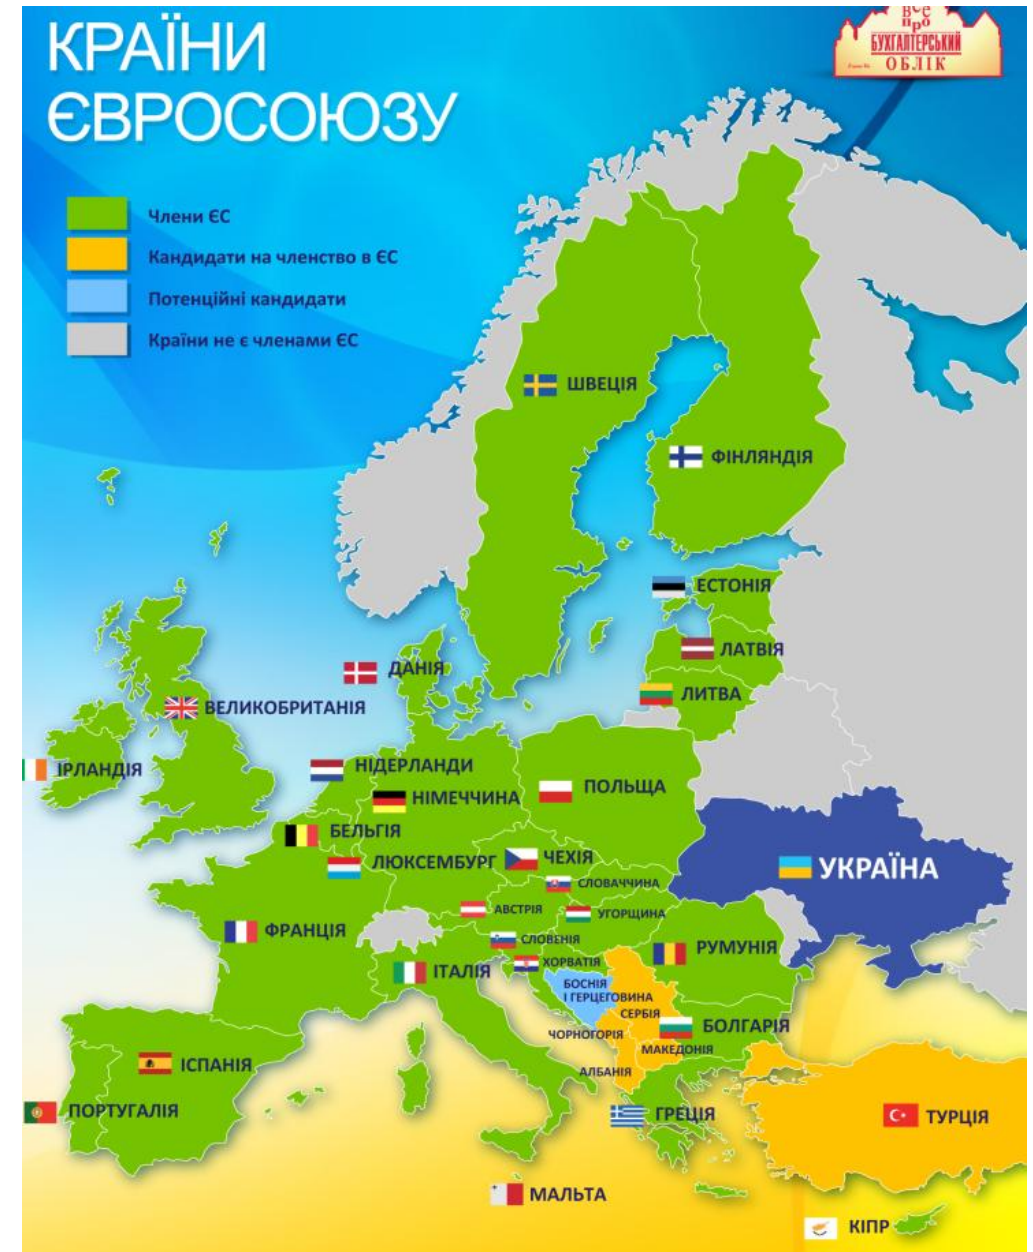 КРАЇНИ
ЄВРОСОЮЗУ
ВСЕ
ПРО
БУХГАЛТЕРСЬКИЙ
ОБЛІК
Члени ЄС
Кандидати на членство в ЄС
Потенційні кандидати
Країни не є членами ЄС
ШВЕЦІЯ
ФІНЛЯНДІЯ
ЕСТОНІЯ
ЛАТВІЯ
ДАНІЯ
ЛИТВА
ВЕЛИКОБРИТАНІЯ
ІРЛАНДІЯ
НІДЕРЛАНДИ
ПОЛЬЩА
НІМЕЧЧИНА
БЕЛЬГІЯ
ЛЮКСЕМБУРГ
ЧЕХІЯ
УКРАЇНА
СЛОВАЧЧИНА
АВСТРІЯ
УГОРЩИНА
ФРАНЦІЯ
СЛОВЕНІЯ
РУМУНІЯ
ХОРВАТІЯ
ІТАЛІЯ
БОСНІЯ
І ГЕРЦЕГОВИНА
СЕРБІЯ
БОЛГАРІЯ
ЧОРНОГОРІЯ
МАКЕДОНІЯ
ІСПАНІЯ
АЛБАНІЯ
ПОРТУГАЛІЯ
ГРЕЦІЯ
ТУРЦІЯ
МАЛЬТА
КІПР